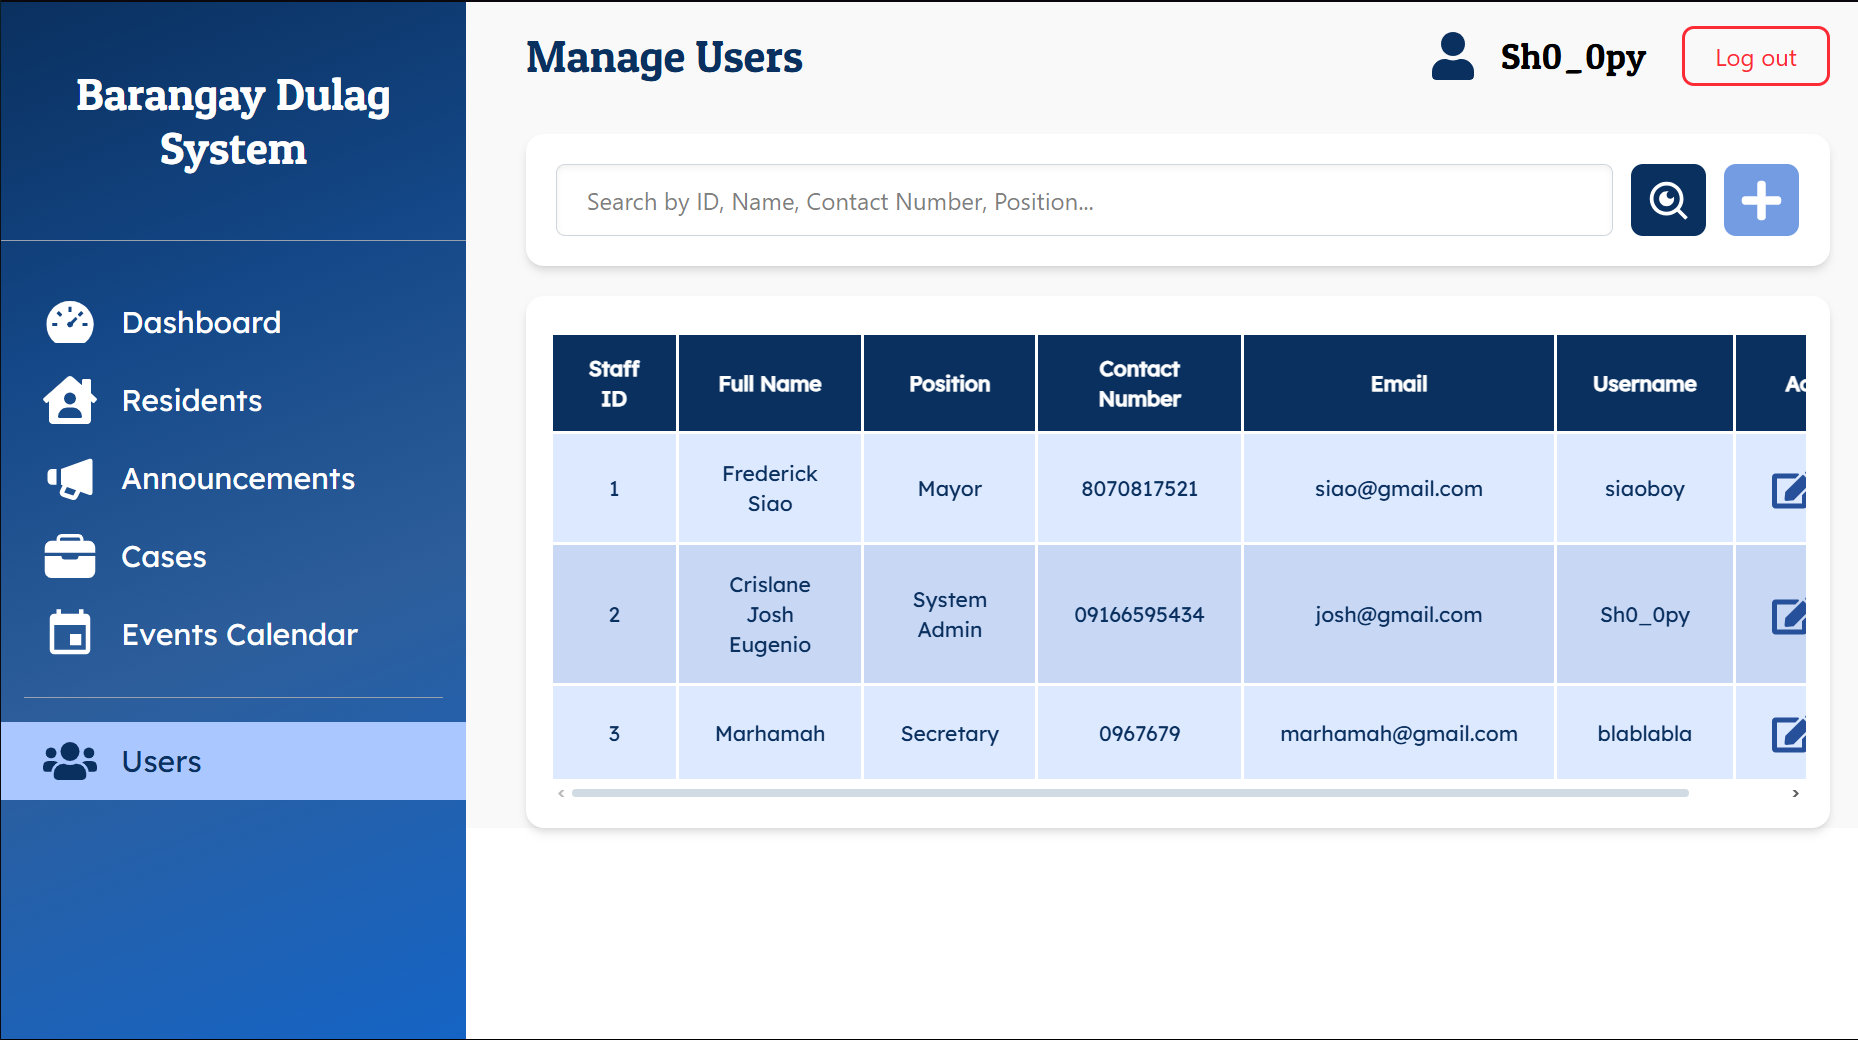 Barangay Dulag
System
Dashboard
Residents
Announcements
Cases
Events Calendar
Users
Manage Users
Sh0_0py
Log out
Search by ID, Name, Contact Number, Position...
Staff
ID
Full Name
Position
Contact
Number
Email
Username
1
Frederick
Siao
Mayor
8070817521
siao@gmail.com
siaoboy
2
Crislane
Josh
Eugenio
System
Admin
09166595434
josh@gmail.com
Sh0_0py
3
Marhamah
Secretary
0967679
marhamah@gmail.com
blablabla